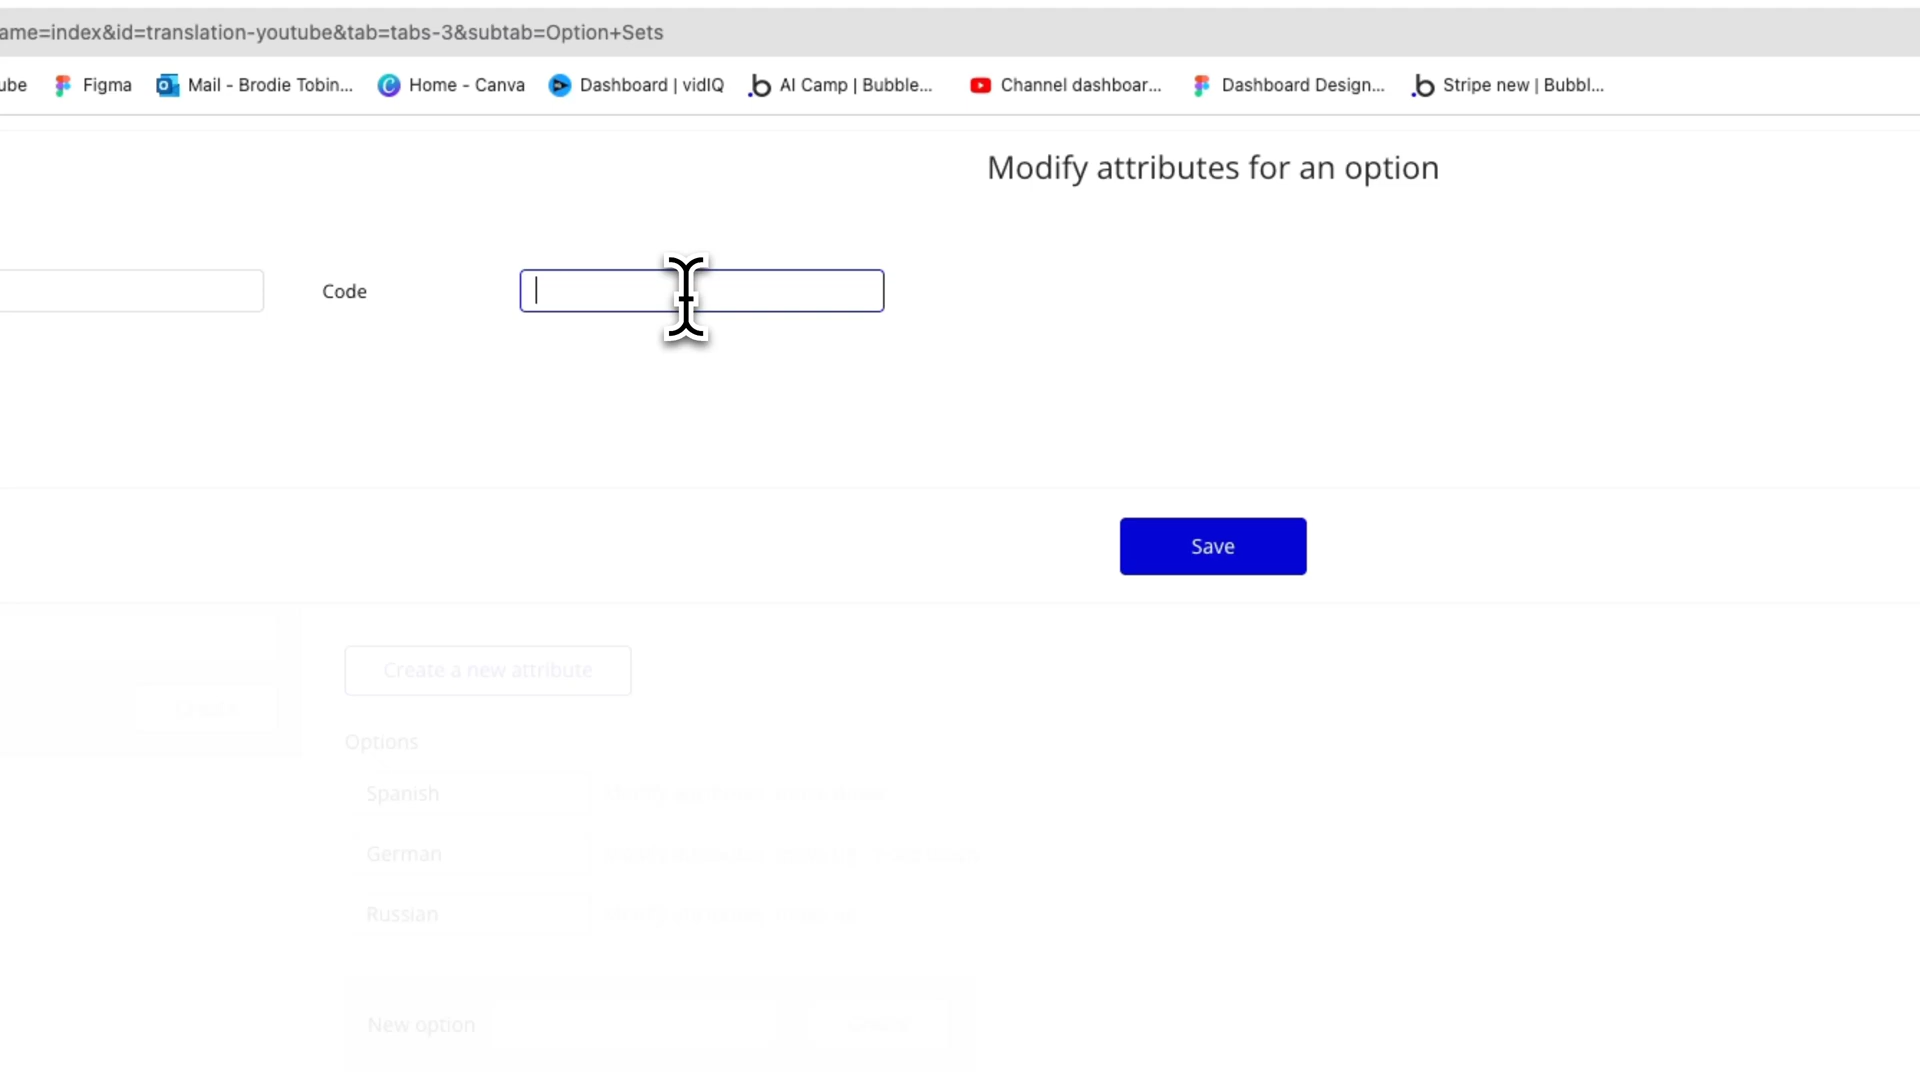 ame=index&id=translation-youtube&tab=tabs-3&subtab=Option+Sets
ube Figma Mail - Brodie Tobin... Home - Canva Dashboard | vidIQ AI Camp | Bubble... Channel dashboar... Dashboard Design... Stripe new | Bubbl...
Modify attributes for an option
Code
Save
Create a new attribute
Create
Options
Spanish
German
Russian
New option Create